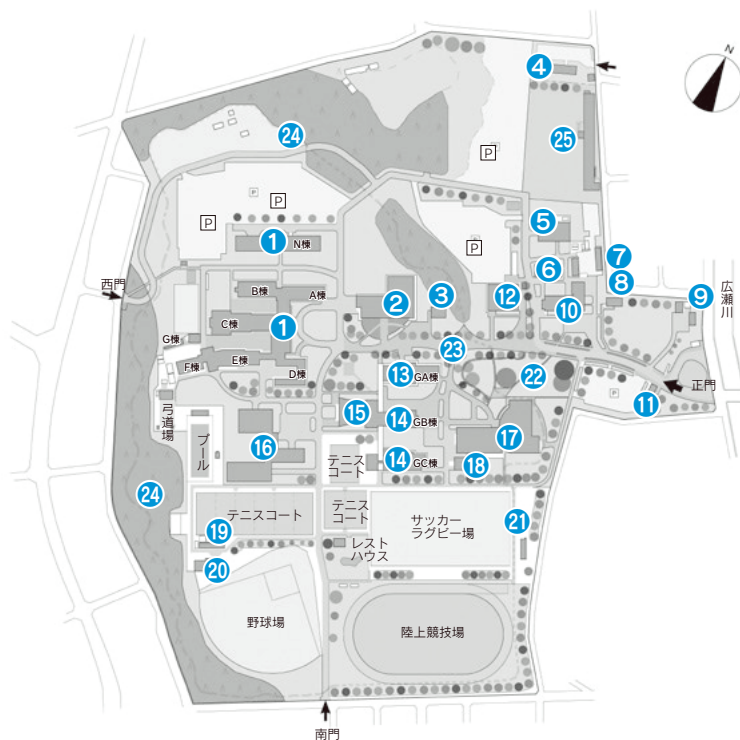 N
④
㉔
㉕
P
P
P
P
①
N棟
⑤
⑥
⑦
⑧
⑨
広瀬川
西門
B棟
A棟
②
③
⑫
⑩
C棟
①
G棟
E棟
F棟
D棟
㉓
⑬
GA棟
㉒
正門
⑪
弓道場
プール
⑮
⑭
GB棟
⑰
⑯
テニス
コート
⑭
GC棟
⑱
㉔
テニスコート
テニス
コート
サッカー
ラグビー場
㉑
⑲
⑳
レスト
ハウス
野球場
陸上競技場
南門